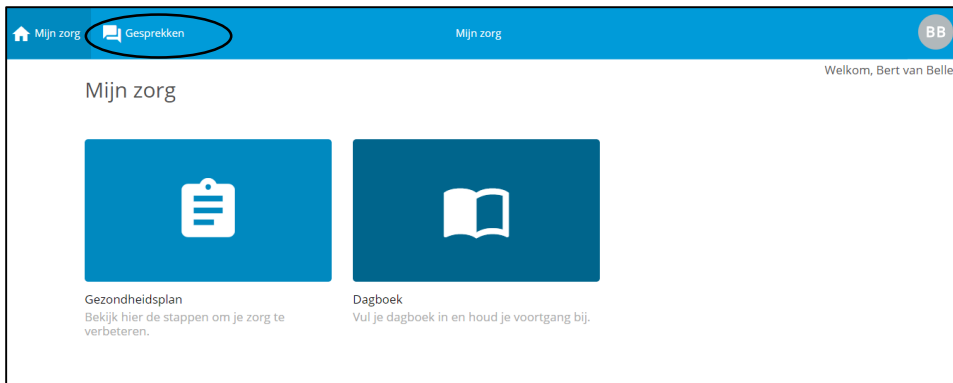 Mijn zorg
Gesprekken
Mijn zorg
BB
Welkom, Bert van Belle
Mijn zorg
Gezondheidsplan
Bekijk hier de stappen om je zorg te
verbeteren.
Dagboek
Vul je dagboek in en houd je voortgang bij.